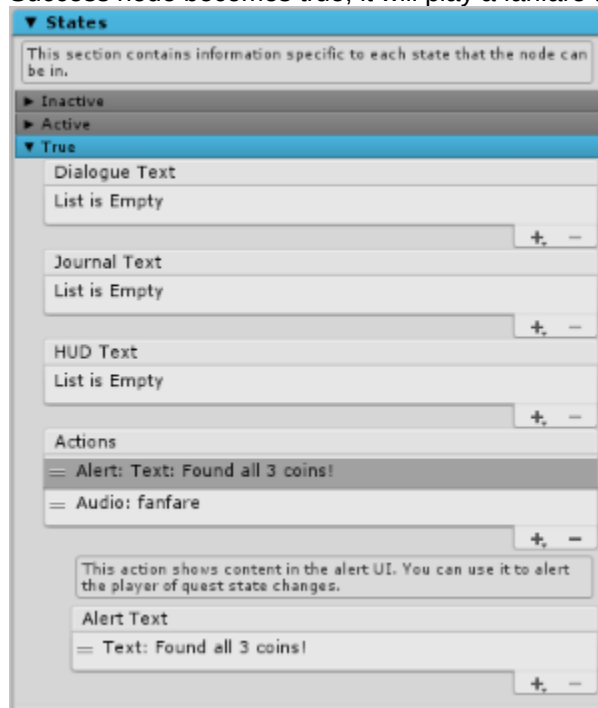 Success node becomes true, it will play a fanfare
▼ States
This section contains information specific to each state that the node can
be in.
► Inactive
► Active
▼ True
Dialogue Text
List is Empty
Journal Text
List is Empty
HUD Text
List is Empty
Actions
= Alert: Text: Found all 3 coins!
= Audio: fanfare
This action shows content in the alert UI. You can use it to alert
the player of quest state changes.
Alert Text
= Text: Found all 3 coins!